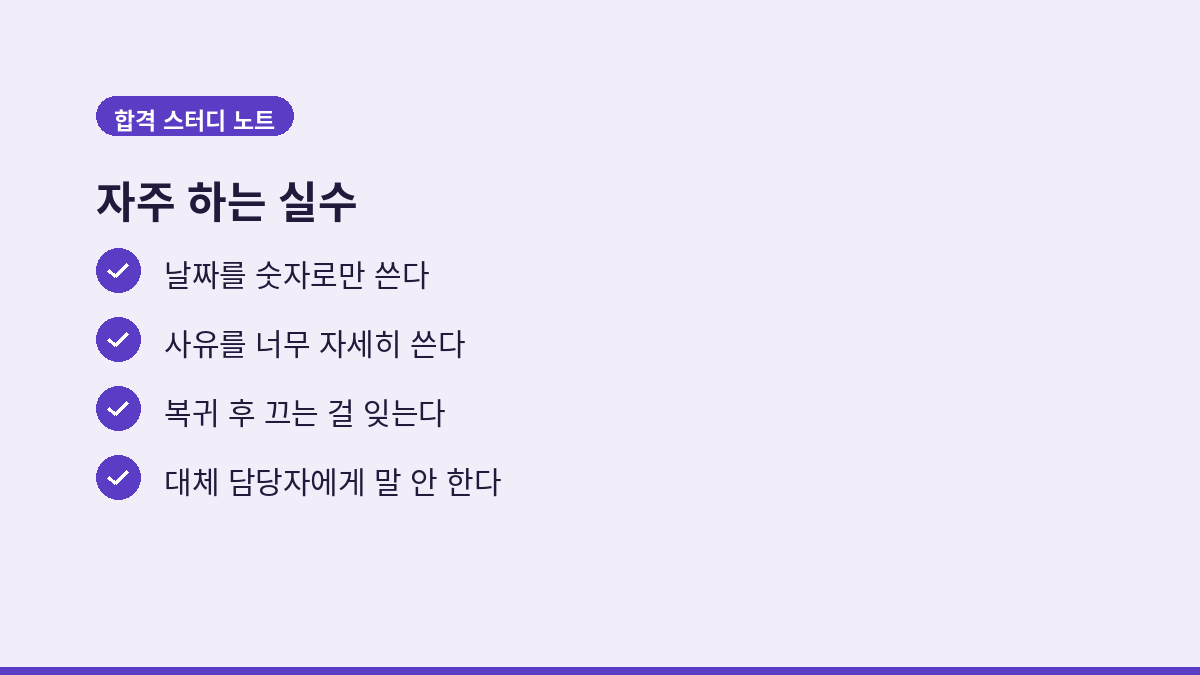 합격 스터디 노트
자주 하는 실수
날짜를 숫자로만 쓴다
사유를 너무 자세히 쓴다
복귀 후 끄는 걸 잊는다
대체 담당자에게 말 안 한다